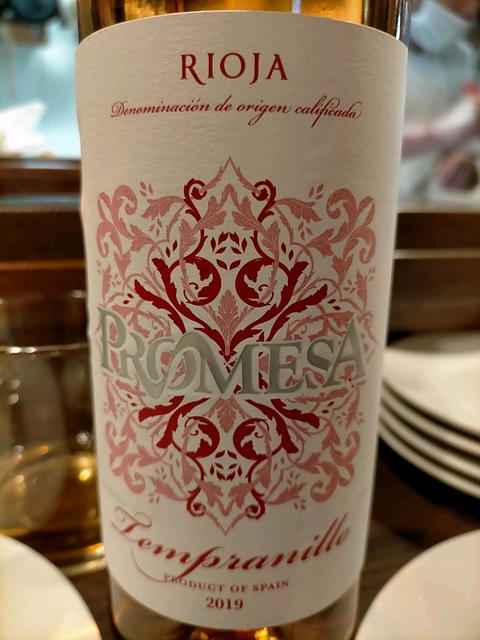 RIOJA
Denominación de origen calificada
PROMESA
Tempranillo
PRODUCT OF SPAIN
2019